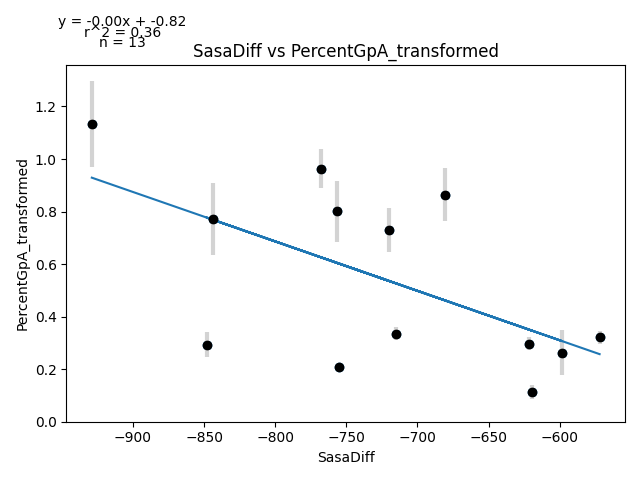 y = -0.00x + -0.82
r^2 = 0.36
n = 13
SasaDiff vs PercentGpA_transformed
PercentGpA_transformed
1.2
1.0
0.8
0.6
0.4
0.2
0.0
−900 −850 −800 −750 −700 −650 −600
SasaDiff